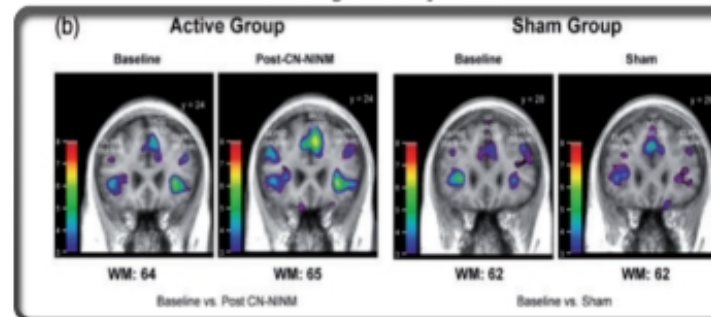 (b) Active Group Sham Group
Baseline Post-CN-NINM Baseline Sham
y = 24 y = 24 y = 28
WM: 64 WM: 65 WM: 62 WM: 62
Baseline vs. Post CN-NINM Baseline vs. Sham